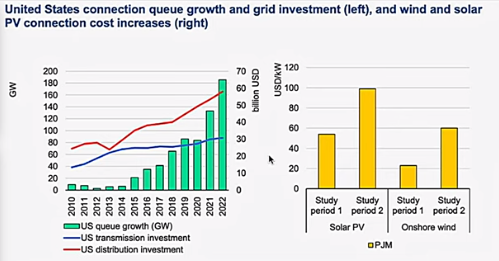 United States connection queue growth and grid investment (left), and wind and solar
PV connection cost increases (right)
GW
200
180
160
140
120
100
80
60
40
20
0
70
60
50
40
30
20
10
0
billion USD
2010
2011
2012
2013
2014
2015
2016
2017
2018
2019
2020
2021
2022
US queue growth (GW)
US transmission investment
US distribution investment
USD/kW
120
100
80
60
40
20
0
Study period 1
Study period 2
Study period 1
Study period 2
Solar PV
Onshore wind
PJM